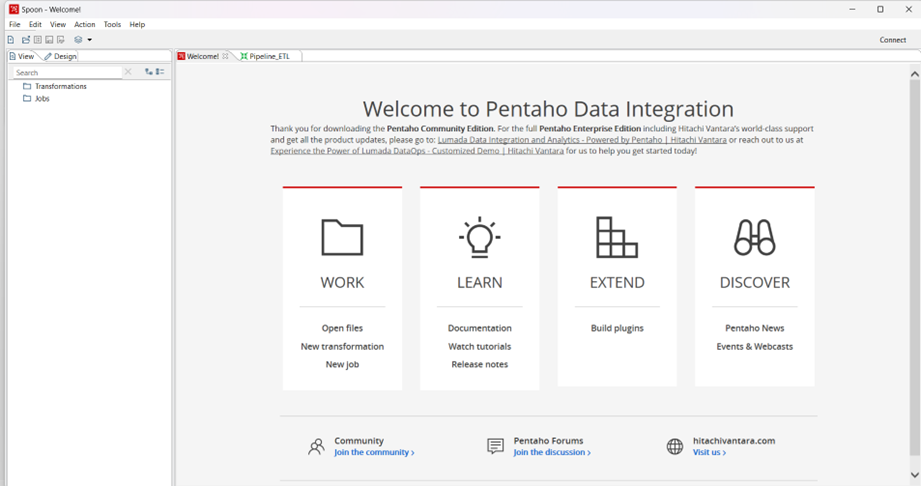 Spoon - Welcome!
File Edit View Action Tools Help
Connect
View Design
Welcome! Pipeline_ETL
Search
Transformations
Jobs
Welcome to Pentaho Data Integration
Thank you for downloading the Pentaho Community Edition. For the full Pentaho Enterprise Edition including Hitachi Vantara's world-class support
and get all the product updates, please go to: Lumada Data Integration and Analytics - Powered by Pentaho | Hitachi Vantara or reach out to us at
Experience the Power of Lumada DataOps - Customized Demo | Hitachi Vantara for us to help you get started today!
WORK
Open files
New transformation
New job
LEARN
Documentation
Watch tutorials
Release notes
EXTEND
Build plugins
DISCOVER
Pentaho News
Events & Webcasts
Community
Join the community ›
Pentaho Forums
Join the discussion ›
hitachivantara.com
Visit us ›